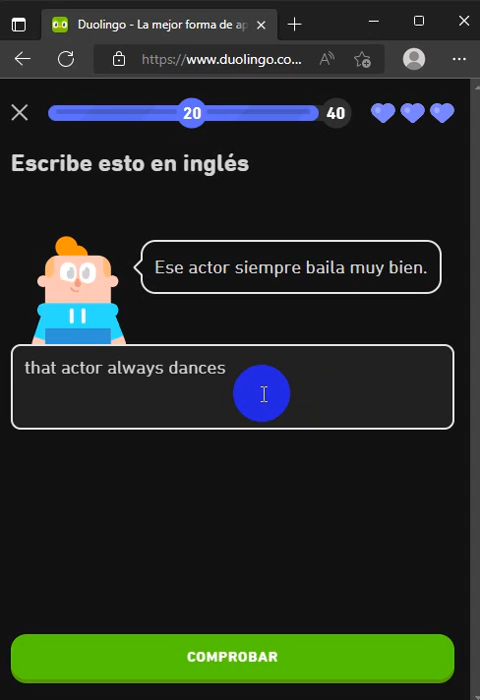 Duolingo - La mejor forma de ap
https://www.duolingo.co...
20
40
Escribe esto en inglés
Ese actor siempre baila muy bien.
that actor always dances
COMPROBAR